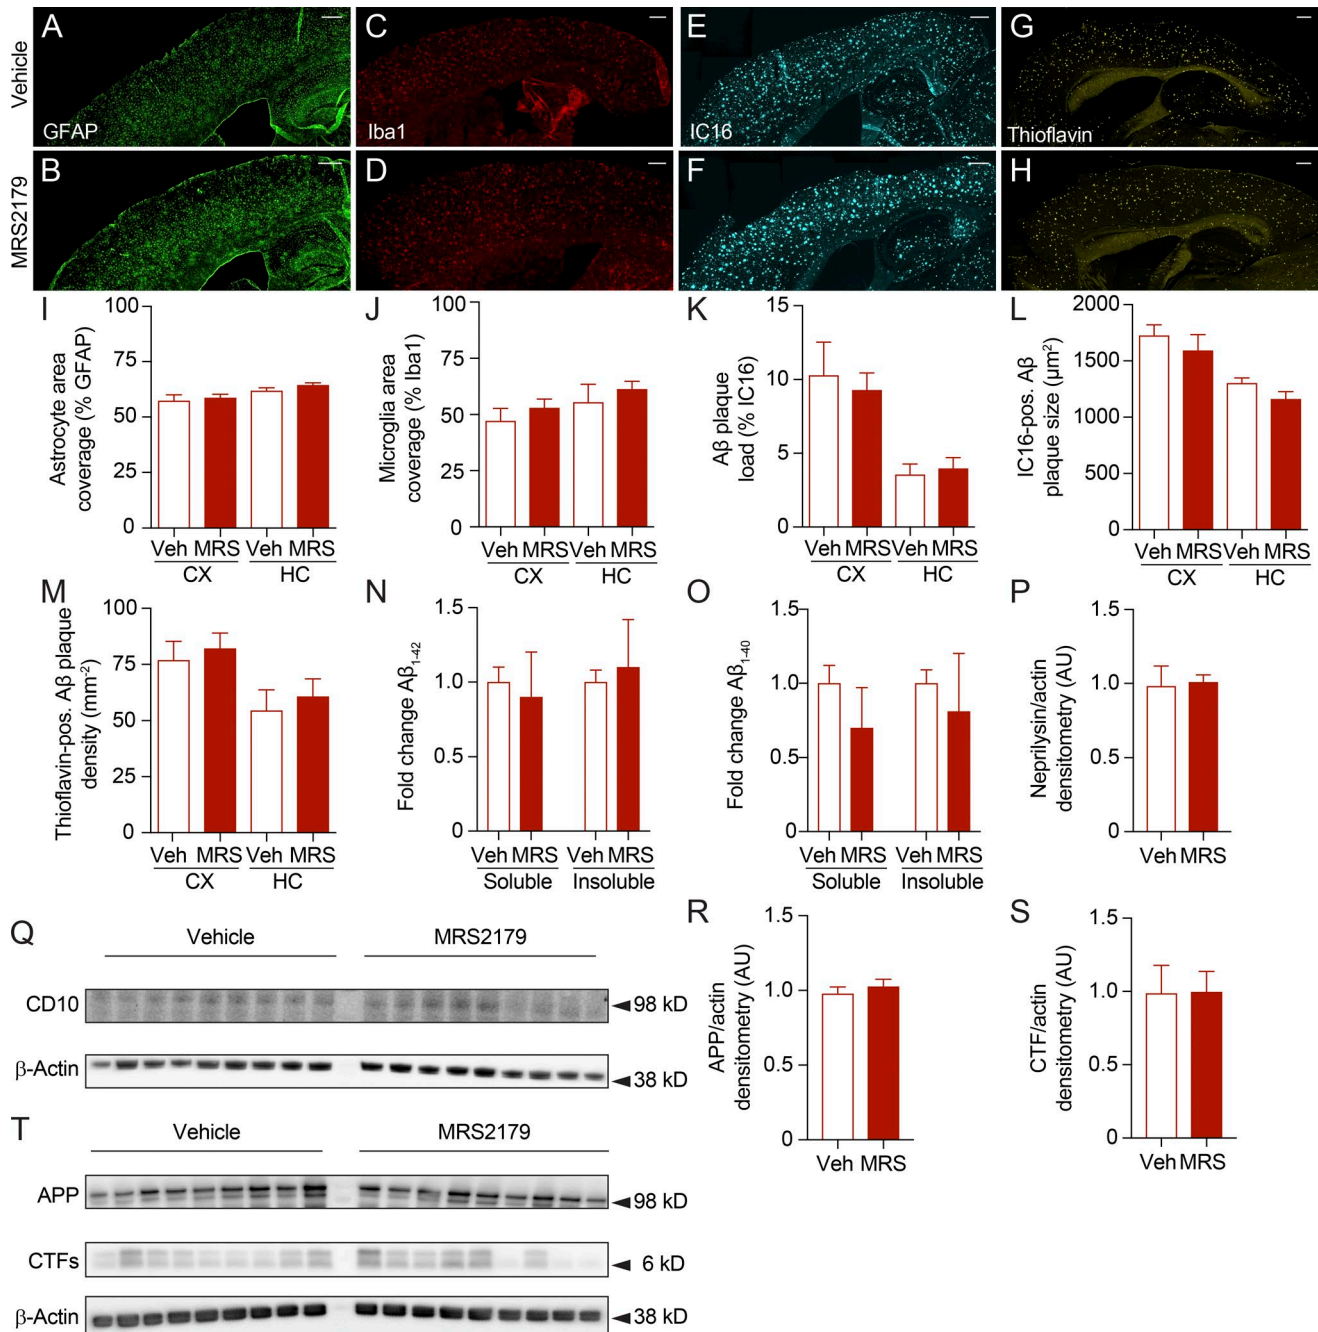 A
C
E
G
Vehicle
GFAP
Iba1
IC16
Thioflavin
B
D
F
H
MRS2179
I
Astrocyte area
coverage (% GFAP)
100
75
50
25
0
Veh MRS
Veh MRS
CX
HC
J
Microglia area
coverage (% Iba1)
100
75
50
25
0
Veh MRS
Veh MRS
CX
HC
K
Aβ plaque
load (% IC16)
15
10
5
0
Veh MRS
Veh MRS
CX
HC
L
IC16-pos. Aβ
plaque size (μm²)
2000
1500
1000
500
0
Veh MRS
Veh MRS
CX
HC
M
Thioflavin-pos. Aβ plaque
density (mm⁻²)
100
75
50
25
0
Veh MRS
Veh MRS
CX
HC
N
Fold change Aβ₁₋₄₂
1.5
1.0
0.5
0
Veh MRS
Veh MRS
Soluble
Insoluble
O
Fold change Aβ₁₋₄₀
1.5
1.0
0.5
0
Veh MRS
Veh MRS
Soluble
Insoluble
P
Neprilysin/actin
densitometry (AU)
1.5
1.0
0.5
0
Veh MRS
Q
Vehicle
MRS2179
CD10
98 kD
β-Actin
38 kD
R
APP/actin
densitometry (AU)
1.5
1.0
0.5
0
Veh MRS
S
CTF/actin
densitometry (AU)
1.5
1.0
0.5
0
Veh MRS
T
Vehicle
MRS2179
APP
98 kD
CTFs
6 kD
β-Actin
38 kD